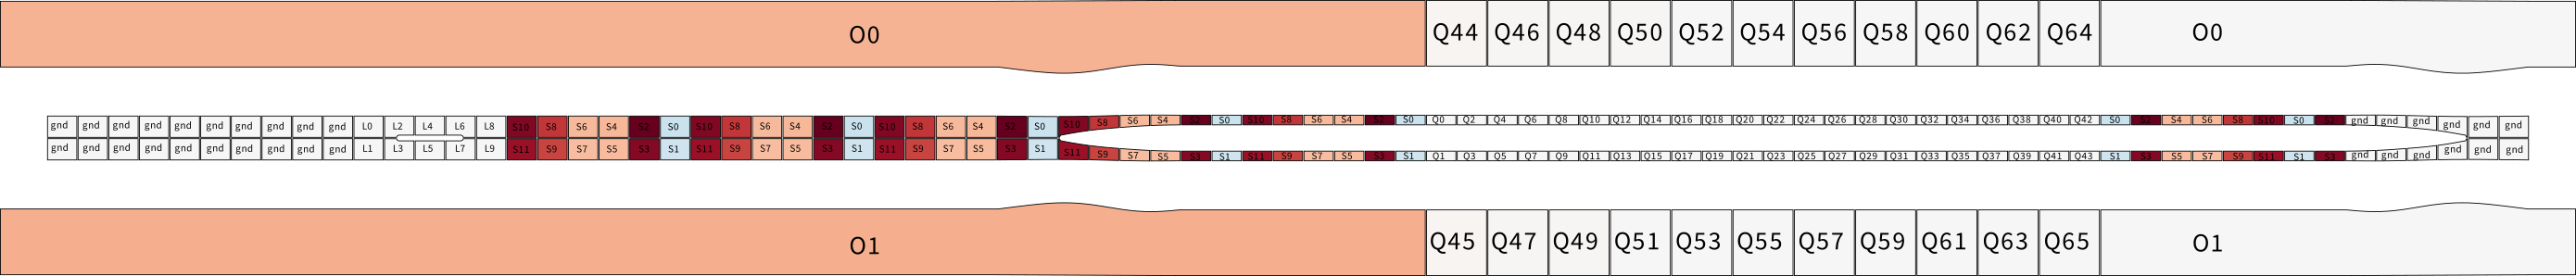 O0 Q44 Q46 Q48 Q50 Q52 Q54 Q56 Q58 Q60 Q62 Q64 O0
gnd gnd gnd gnd gnd gnd gnd gnd gnd gnd L0 L2 L4 L6 L8 S10 S8 S6 S4 S2 S0 S10 S8 S6 S4 S2 S0 S10 S8 S6 S4 S2 S0 S10 S8 S6 S4 S2 S0 S10 S8 S6 S4 S2 S0 Q0 Q2 Q4 Q6 Q8 Q10 Q12 Q14 Q16 Q18 Q20 Q22 Q24 Q26 Q28 Q30 Q32 Q34 Q36 Q38 Q40 Q42 S0 S2 S4 S6 S8 S10 S0 S2 gnd gnd gnd gnd gnd gnd
gnd gnd gnd gnd gnd gnd gnd gnd gnd gnd L1 L3 L5 L7 L9 S11 S9 S7 S5 S3 S1 S11 S9 S7 S5 S3 S1 S11 S9 S7 S5 S3 S1 S11 S9 S7 S5 S3 S1 S11 S9 S7 S5 S3 S1 Q1 Q3 Q5 Q7 Q9 Q11 Q13 Q15 Q17 Q19 Q21 Q23 Q25 Q27 Q29 Q31 Q33 Q35 Q37 Q39 Q41 Q43 S1 S3 S5 S7 S9 S11 S1 S3 gnd gnd gnd gnd gnd gnd
O1 Q45 Q47 Q49 Q51 Q53 Q55 Q57 Q59 Q61 Q63 Q65 O1